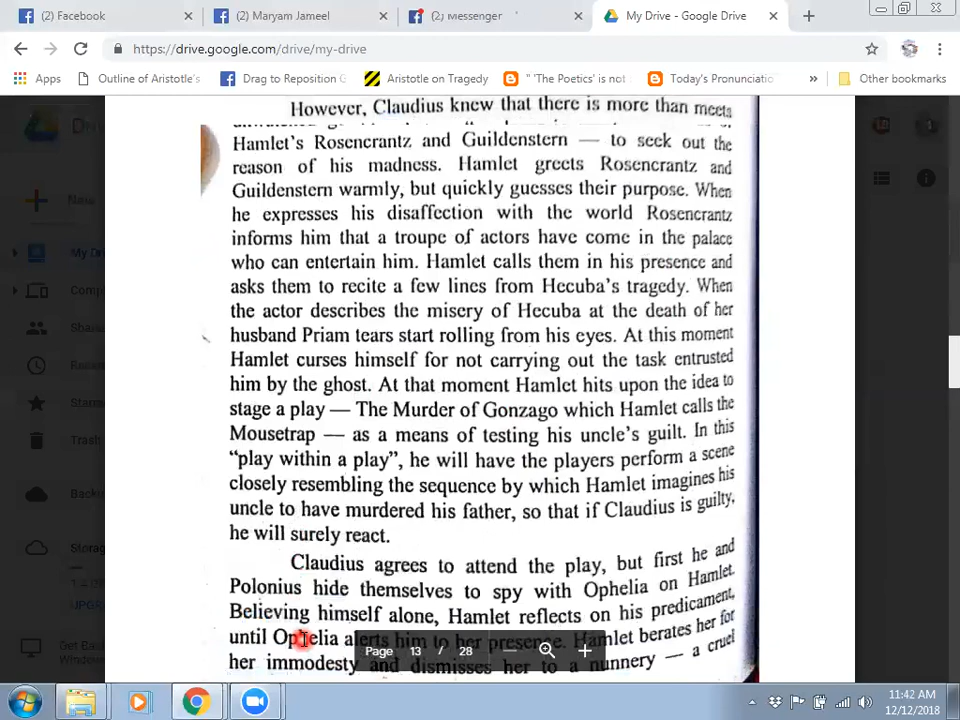 (2) Facebook
(2) Maryam Jameel
(2) Messenger
My Drive - Google Drive
https://drive.google.com/drive/my-drive
Apps
Outline of Aristotle's
Drag to Reposition
Aristotle on Tragedy
" 'The Poetics' is not
Today's Pronunciatio
»
Other bookmarks
However, Claudius knew that there is more than meets
Hamlet's Rosencrantz and Guildenstern — to seek out the
reason of his madness. Hamlet greets Rosencrantz and
Guildenstern warmly, but quickly guesses their purpose. When
he expresses his disaffection with the world Rosencrantz
informs him that a troupe of actors have come in the palace
who can entertain him. Hamlet calls them in his presence and
asks them to recite a few lines from Hecuba's tragedy. When
the actor describes the misery of Hecuba at the death of her
husband Priam tears start rolling from his eyes. At this moment
Hamlet curses himself for not carrying out the task entrusted
him by the ghost. At that moment Hamlet hits upon the idea to
stage a play — The Murder of Gonzago which Hamlet calls the
Mousetrap — as a means of testing his uncle's guilt. In this
"play within a play", he will have the players perform a scene
closely resembling the sequence by which Hamlet imagines his
uncle to have murdered his father, so that if Claudius is guilty,
he will surely react.
Claudius agrees to attend the play, but first he and
Polonius hide themselves to spy with Ophelia on Hamlet.
Believing himself alone, Hamlet reflects on his predicament,
until Ophelia alerts him to her presence. Hamlet berates her for
her immodesty and dismisses her to a nunnery — a cruel
Page 13 / 28
Driv
My Dr
Comp
Share
Recen
Starre
Trash
Backu
Storag
UPGR
Get Ba
11:42 AM
12/12/2018